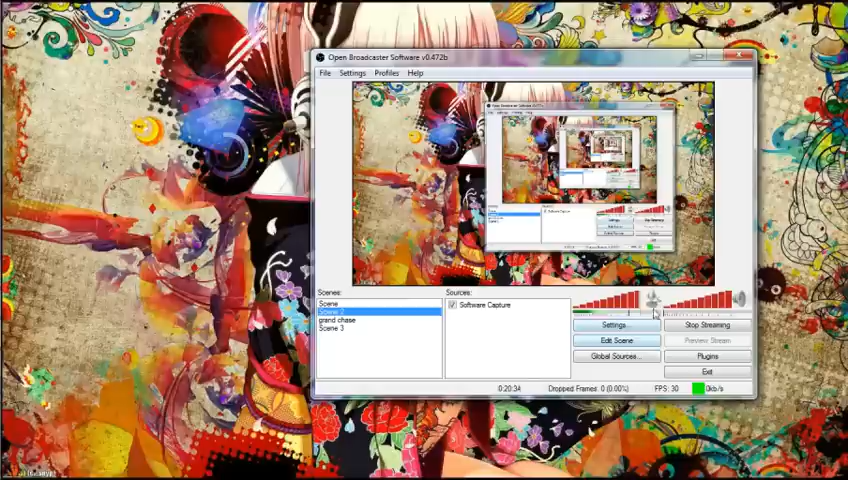 Open Broadcaster Software v0.472b
File Settings Profiles Help
Scenes:
Scene
Scene 2
grand chase
Scene 3
Sources:
Software Capture
Settings...
Stop Streaming
Edit Scene
Preview Stream
Global Sources...
Plugins
Exit
0:20:34
Dropped Frames: 0 (0.00%)
FPS: 30
0kb/s